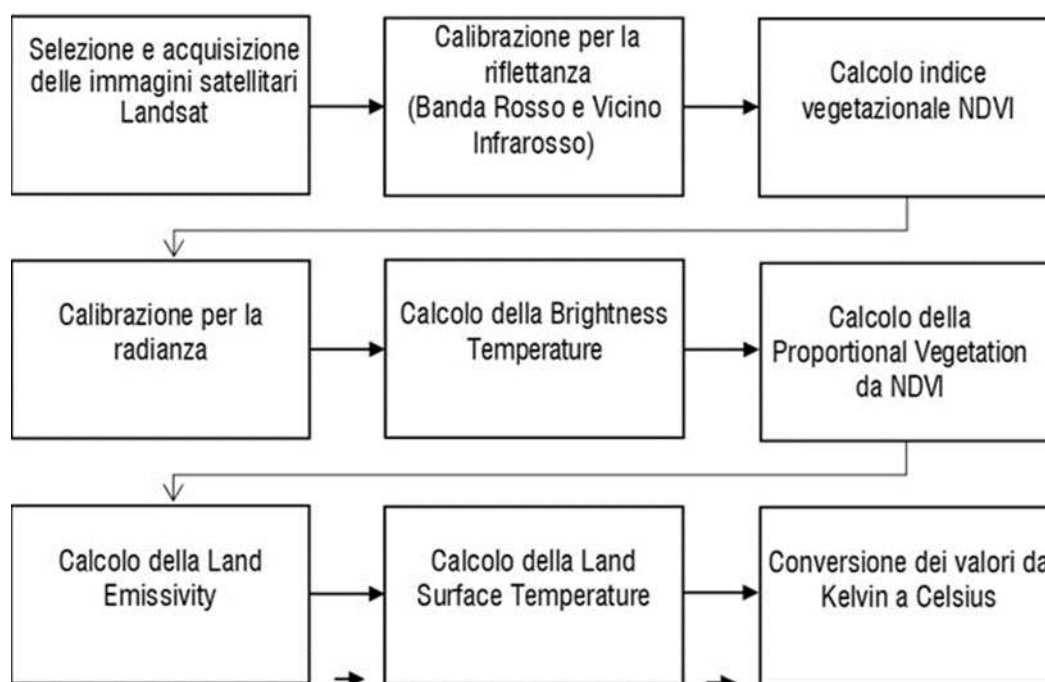 Selezione e acquisizione
delle immagini satellitari
Landsat
Calibrazione per la
riflettanza
(Banda Rosso e Vicino
Infrarosso)
Calcolo indice
vegetazionale NDVI
Calibrazione per la
radianza
Calcolo della Brightness
Temperature
Calcolo della
Proportional Vegetation
da NDVI
Calcolo della Land
Emissivity
Calcolo della Land
Surface Temperature
Conversione dei valori da
Kelvin a Celsius